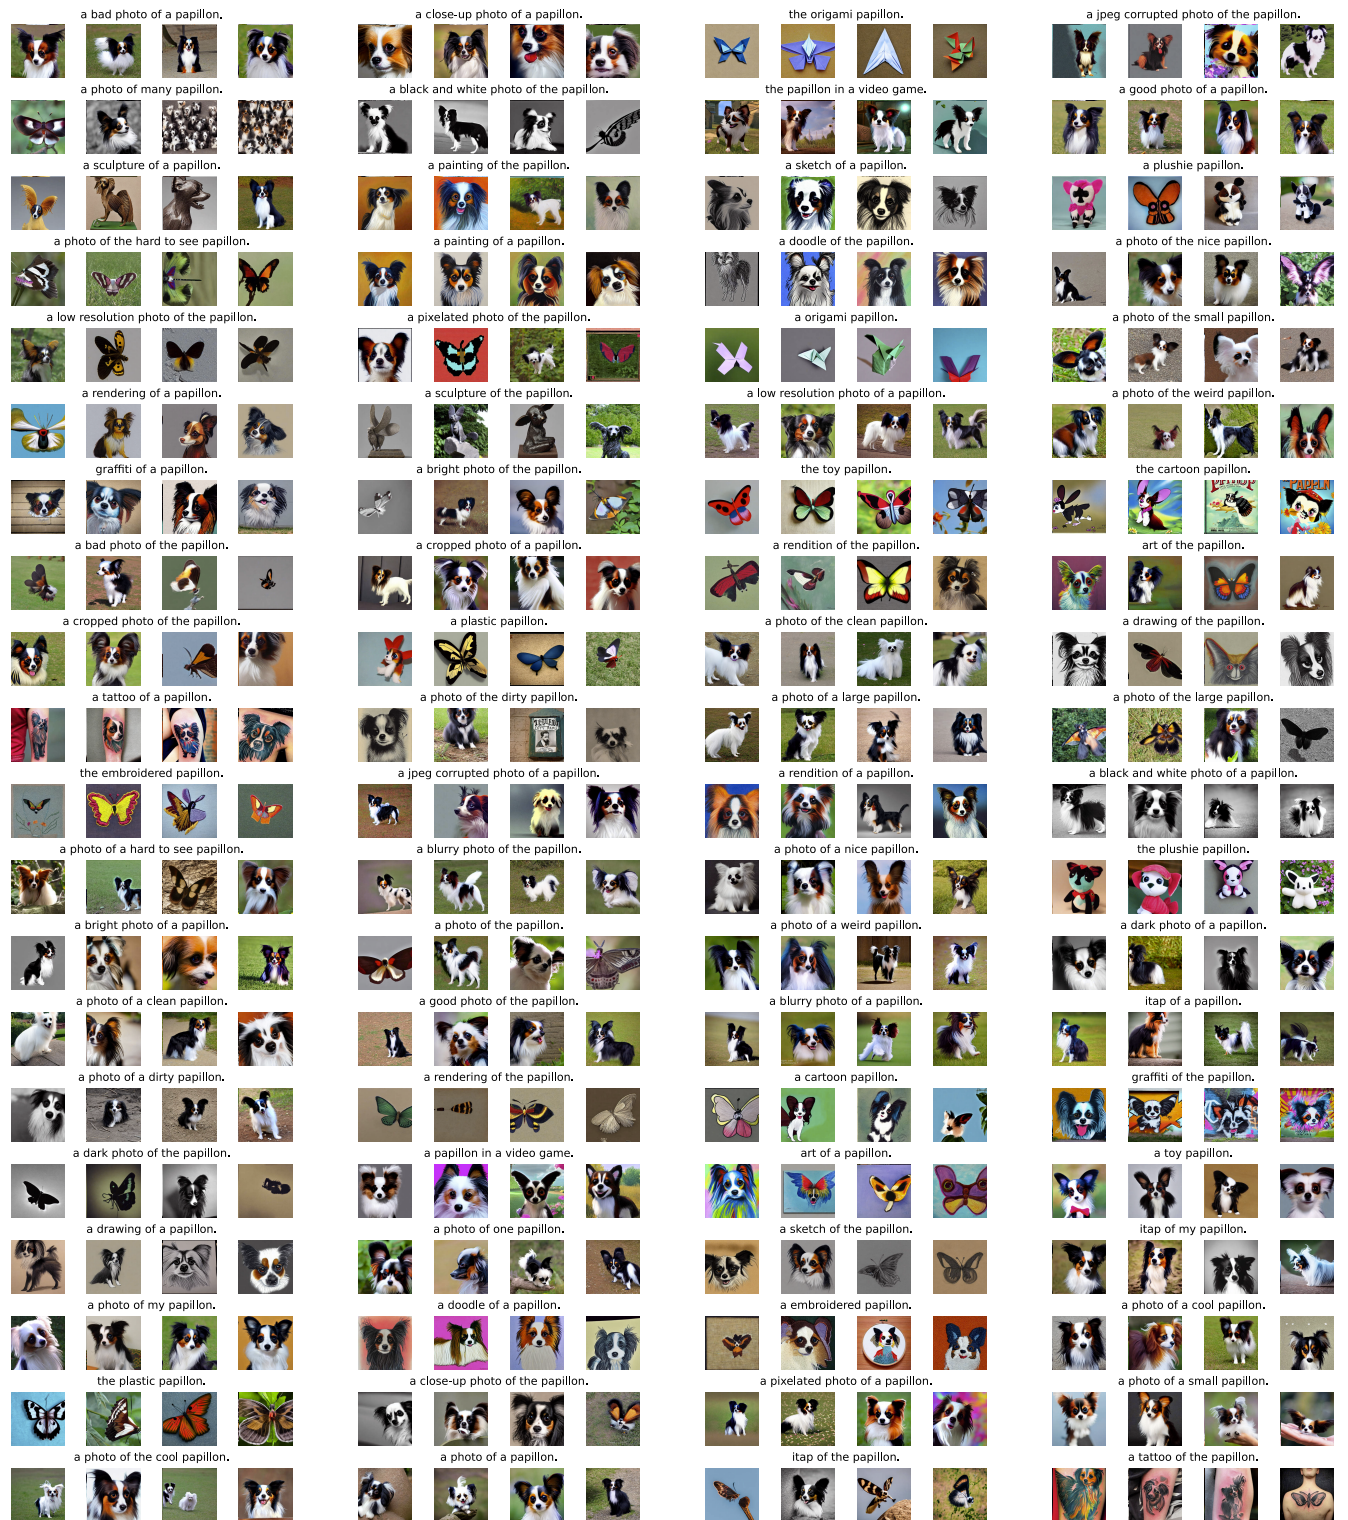 a bad photo of a papillon.
a close-up photo of a papillon.
the origami papillon.
a jpeg corrupted photo of the papillon.
a photo of many papillon.
a black and white photo of the papillon.
the papillon in a video game.
a good photo of a papillon.
a sculpture of a papillon.
a painting of the papillon.
a sketch of a papillon.
a plushie papillon.
a photo of the hard to see papillon.
a painting of a papillon.
a doodle of the papillon.
a photo of the nice papillon.
a low resolution photo of the papillon.
a pixelated photo of the papillon.
a origami papillon.
a photo of the small papillon.
a rendering of a papillon.
a sculpture of the papillon.
a low resolution photo of a papillon.
a photo of the weird papillon.
graffiti of a papillon.
a bright photo of the papillon.
the toy papillon.
the cartoon papillon.
a bad photo of the papillon.
a cropped photo of a papillon.
a rendition of the papillon.
art of the papillon.
a cropped photo of the papillon.
a plastic papillon.
a photo of the clean papillon.
a drawing of the papillon.
a tattoo of a papillon.
a photo of the dirty papillon.
a photo of a large papillon.
a photo of the large papillon.
the embroidered papillon.
a jpeg corrupted photo of a papillon.
a rendition of a papillon.
a black and white photo of a papillon.
a photo of a hard to see papillon.
a blurry photo of the papillon.
a photo of a nice papillon.
the plushie papillon.
a bright photo of a papillon.
a photo of the papillon.
a photo of a weird papillon.
a dark photo of a papillon.
a photo of a clean papillon.
a good photo of the papillon.
a blurry photo of a papillon.
itap of a papillon.
a photo of a dirty papillon.
a rendering of the papillon.
a cartoon papillon.
graffiti of the papillon.
a dark photo of the papillon.
a papillon in a video game.
art of a papillon.
a toy papillon.
a drawing of a papillon.
a photo of one papillon.
a sketch of the papillon.
itap of my papillon.
a photo of my papillon.
a doodle of a papillon.
a embroidered papillon.
a photo of a cool papillon.
the plastic papillon.
a close-up photo of the papillon.
a pixelated photo of a papillon.
a photo of a small papillon.
a photo of the cool papillon.
a photo of a papillon.
itap of the papillon.
a tattoo of the papillon.